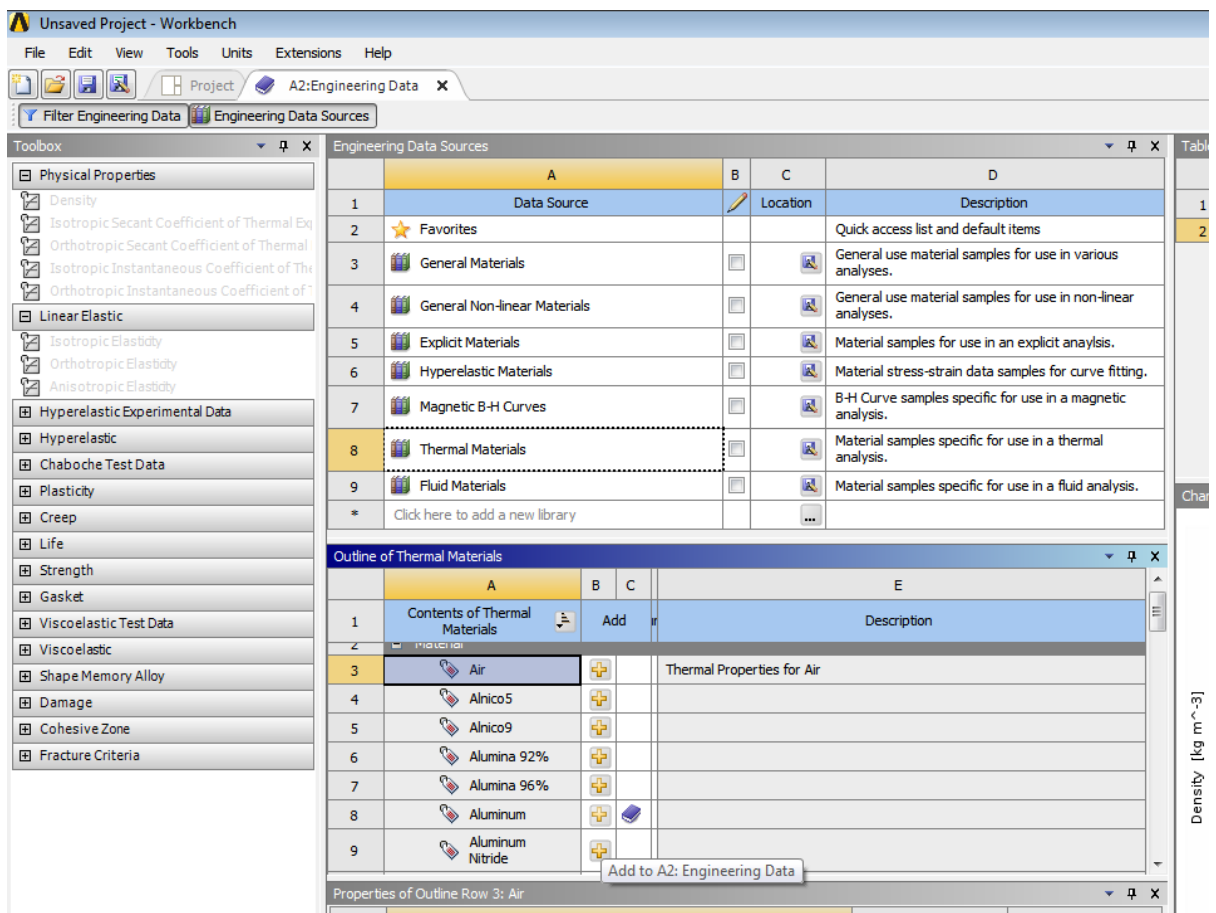 Unsaved Project - Workbench
File Edit View Tools Units Extensions Help
Project A2:Engineering Data
Filter Engineering Data Engineering Data Sources
Toolbox
Physical Properties
Density
Isotropic Secant Coefficient of Thermal Exp
Orthotropic Secant Coefficient of Thermal
Isotropic Instantaneous Coefficient of The
Orthotropic Instantaneous Coefficient of
Linear Elastic
Isotropic Elasticity
Orthotropic Elasticity
Anisotropic Elasticity
Hyperelastic Experimental Data
Hyperelastic
Chaboche Test Data
Plasticity
Creep
Life
Strength
Gasket
Viscoelastic Test Data
Viscoelastic
Shape Memory Alloy
Damage
Cohesive Zone
Fracture Criteria
Engineering Data Sources
A B C D
1 Data Source Location Description
2 Favorites Quick access list and default items
3 General Materials General use material samples for use in various
analyses.
4 General Non-linear Materials General use material samples for use in non-linear
analyses.
5 Explicit Materials Material samples for use in an explicit anaylsis.
6 Hyperelastic Materials Material stress-strain data samples for curve fitting.
7 Magnetic B-H Curves B-H Curve samples specific for use in a magnetic
analysis.
8 Thermal Materials Material samples specific for use in a thermal
analysis.
9 Fluid Materials Material samples specific for use in a fluid analysis.
* Click here to add a new library ...
Outline of Thermal Materials
A B C E
1 Contents of Thermal
Materials Add Description
2 Material
3 Air Thermal Properties for Air
4 Alnico5
5 Alnico9
6 Alumina 92%
7 Alumina 96%
8 Aluminum
9 Aluminum
Nitride
Add to A2: Engineering Data
Properties of Outline Row 3: Air
Table
1
2
Char
Density [kg m^-3]